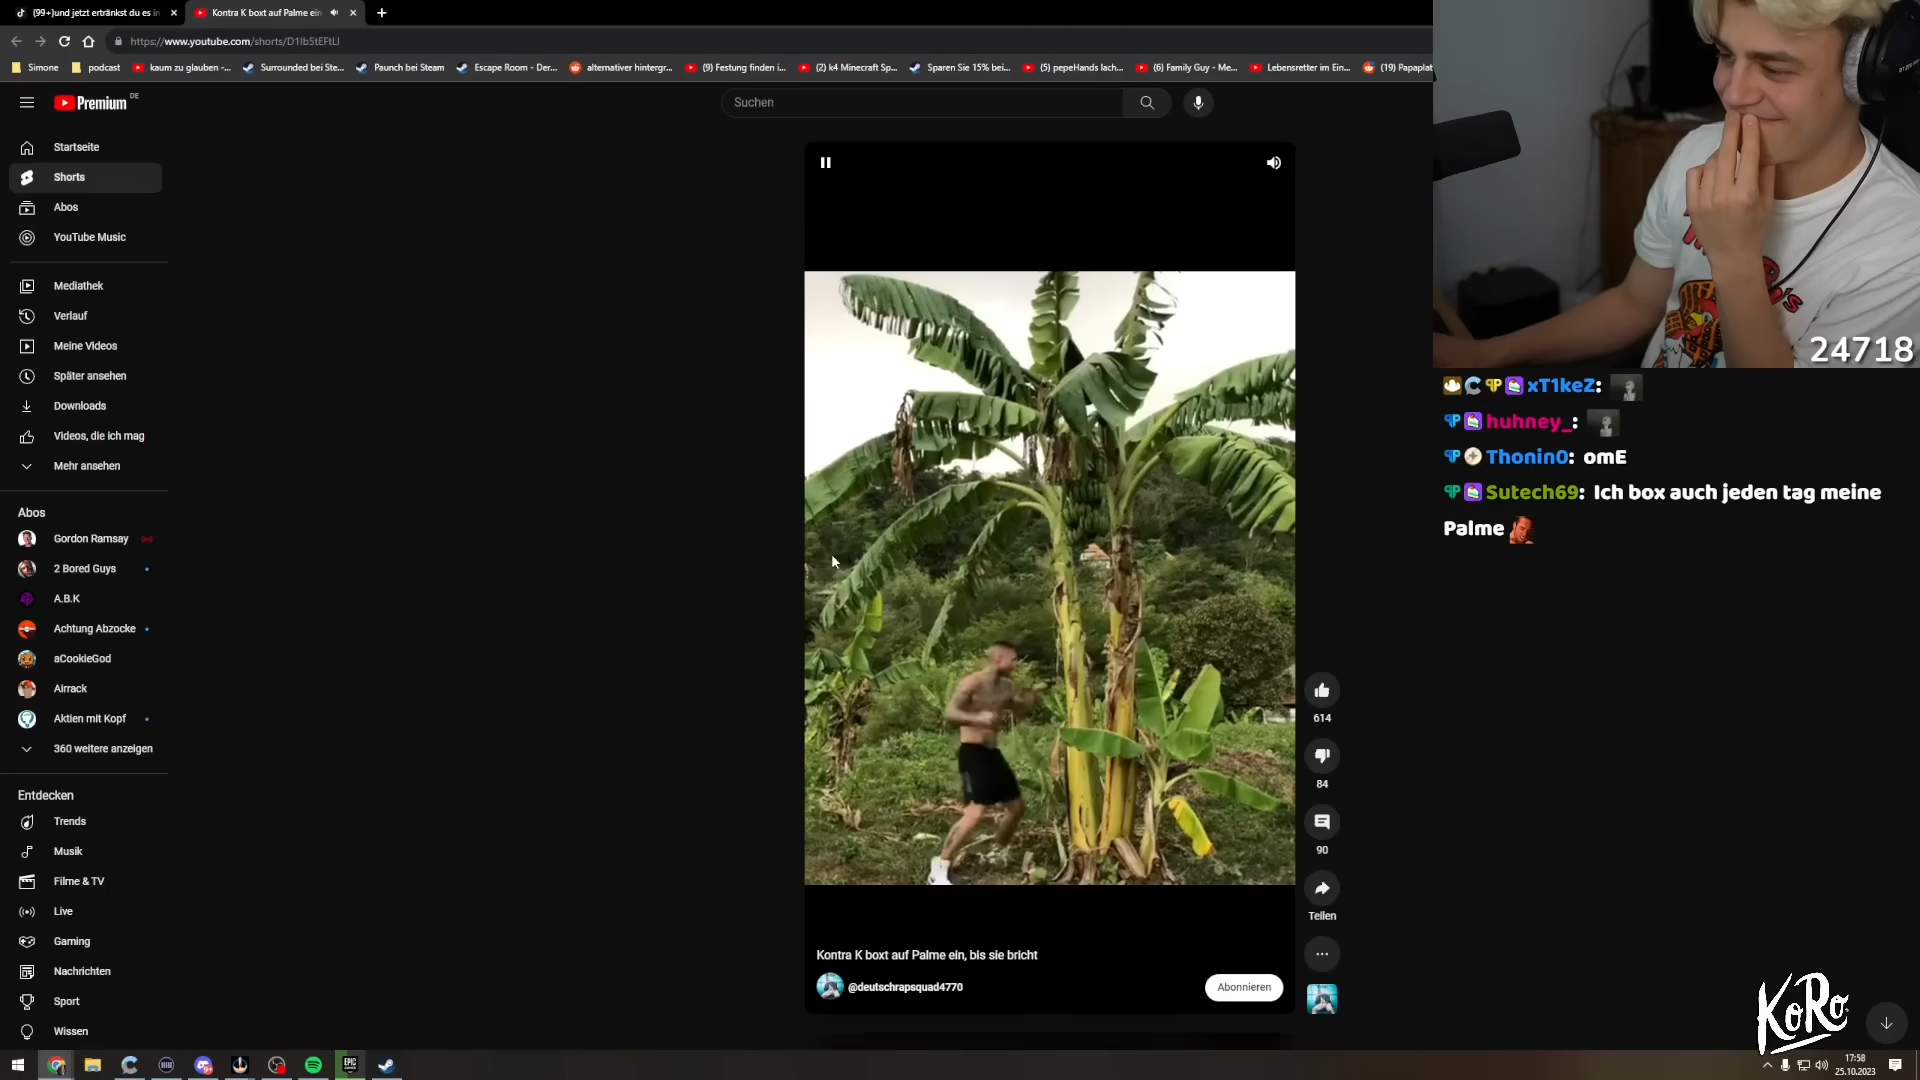 (99+)und jetzt ertränkst du es in
Kontra K boxt auf Palme ein
https://www.youtube.com/shorts/D1Ib5tEFtLI
Simone
podcast
kaum zu glauben -...
Surrounded bei Ste...
Paunch bei Steam
Escape Room - Der...
alternativer hintergr...
(9) Festung finden i...
(2) k4 Minecraft Sp...
Sparen Sie 15% bei...
(5) pepeHands lach...
(6) Family Guy - Me...
Lebensretter im Ein...
(19) Papaplat
Premium DE
Suchen
Startseite
Shorts
Abos
YouTube Music
Mediathek
Verlauf
Meine Videos
Später ansehen
Downloads
Videos, die ich mag
Mehr ansehen
Abos
Gordon Ramsay
2 Bored Guys
A.B.K
Achtung Abzocke
aCookieGod
Airrack
Aktien mit Kopf
360 weitere anzeigen
Entdecken
Trends
Musik
Filme & TV
Live
Gaming
Nachrichten
Sport
Wissen
614
84
90
Teilen
Kontra K boxt auf Palme ein, bis sie bricht
@deutschrapsquad4770
Abonnieren
24718
xT1keZ:
huhney_:
Thonin0: omE
Sutech69: Ich box auch jeden tag meine
Palme
KoRo
17:58
25.10.2023